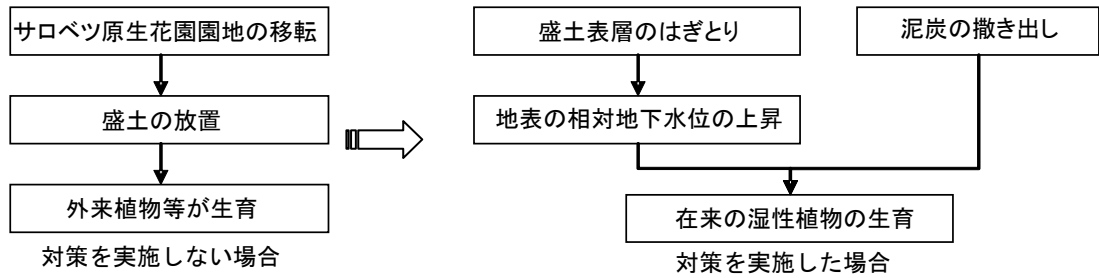 サロベツ原生花園園地の移転
盛土の放置
外来植物等が生育
対策を実施しない場合
盛土表層のはぎとり
泥炭の撒き出し
地表の相対地下水位の上昇
在来の湿性植物の生育
対策を実施した場合